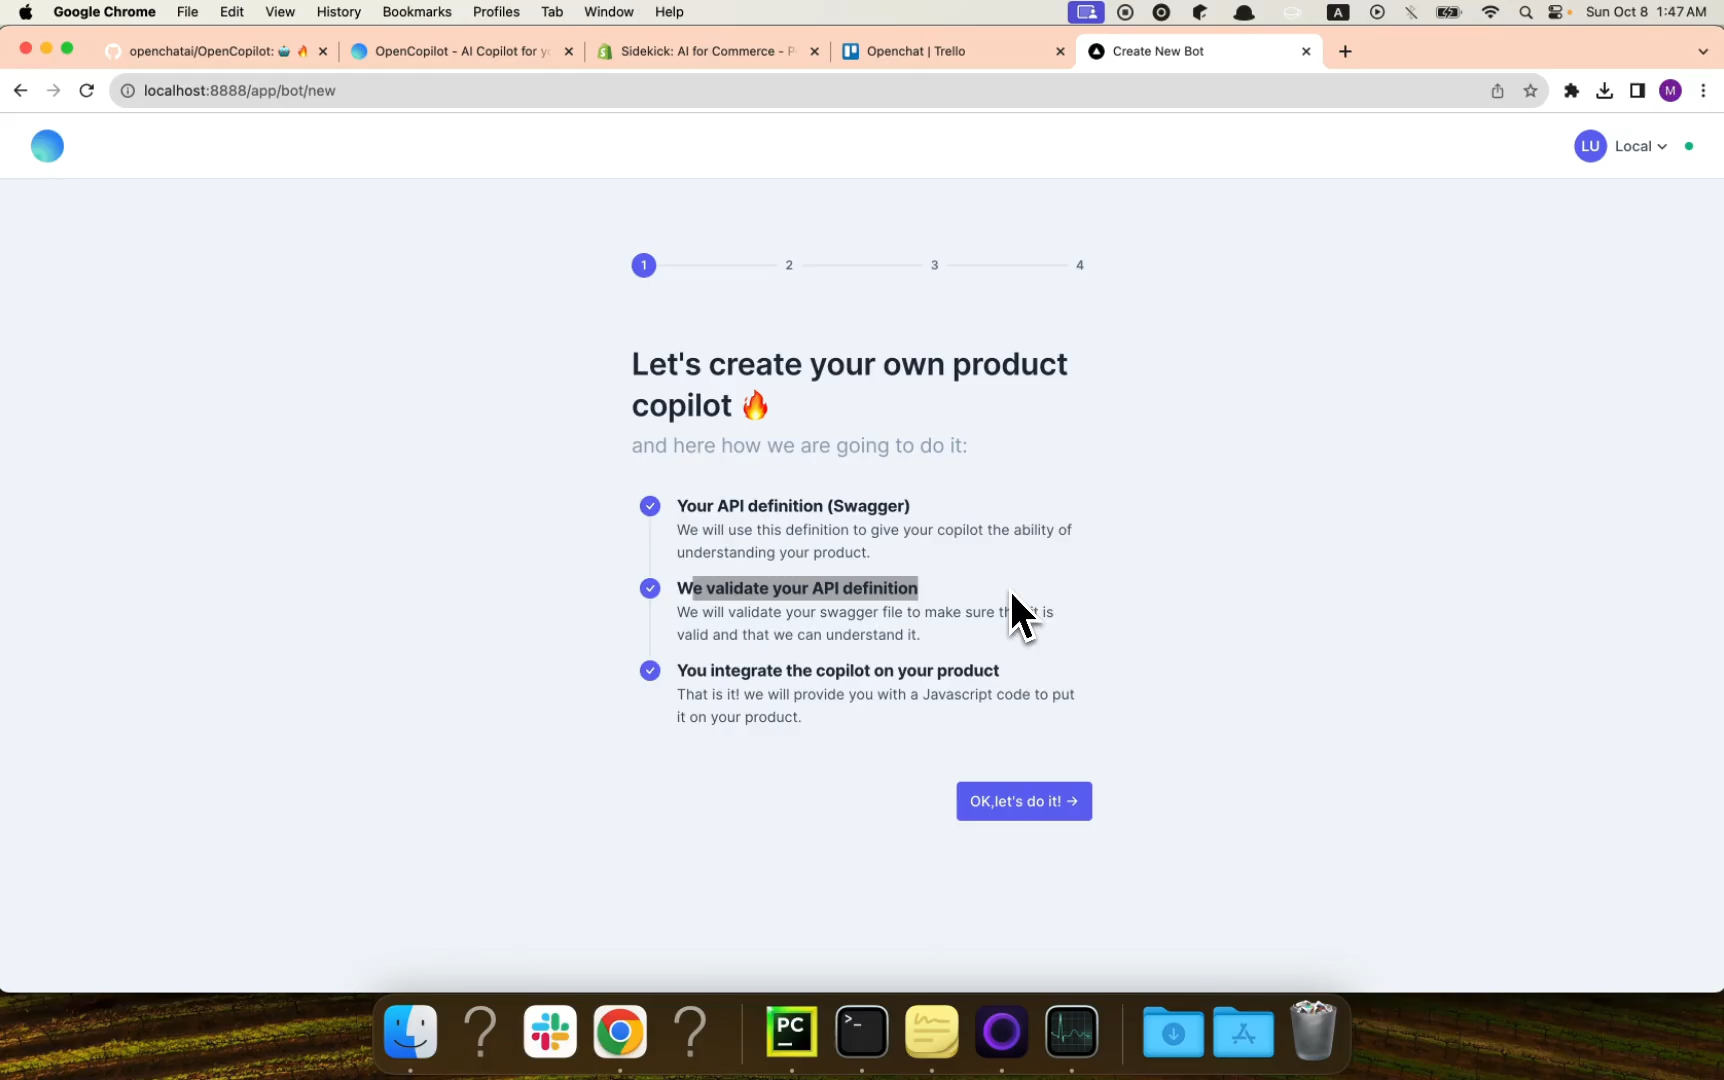 Google Chrome File Edit View History Bookmarks Profiles Tab Window Help A Sun Oct 8 1:47 AM
openchatai/OpenCopilot: OpenCopilot - AI Copilot for Sidekick: AI for Commerce - Openchat | Trello Create New Bot
localhost:8888/app/bot/new M
LU Local
1 2 3 4
Let's create your own product
copilot 🔥
and here how we are going to do it:
Your API definition (Swagger)
We will use this definition to give your copilot the ability of
understanding your product.
We validate your API definition
We will validate your swagger file to make sure it is
valid and that we can understand it.
You integrate the copilot on your product
That is it! we will provide you with a Javascript code to put
it on your product.
OK,let's do it! →
? ? PC >_